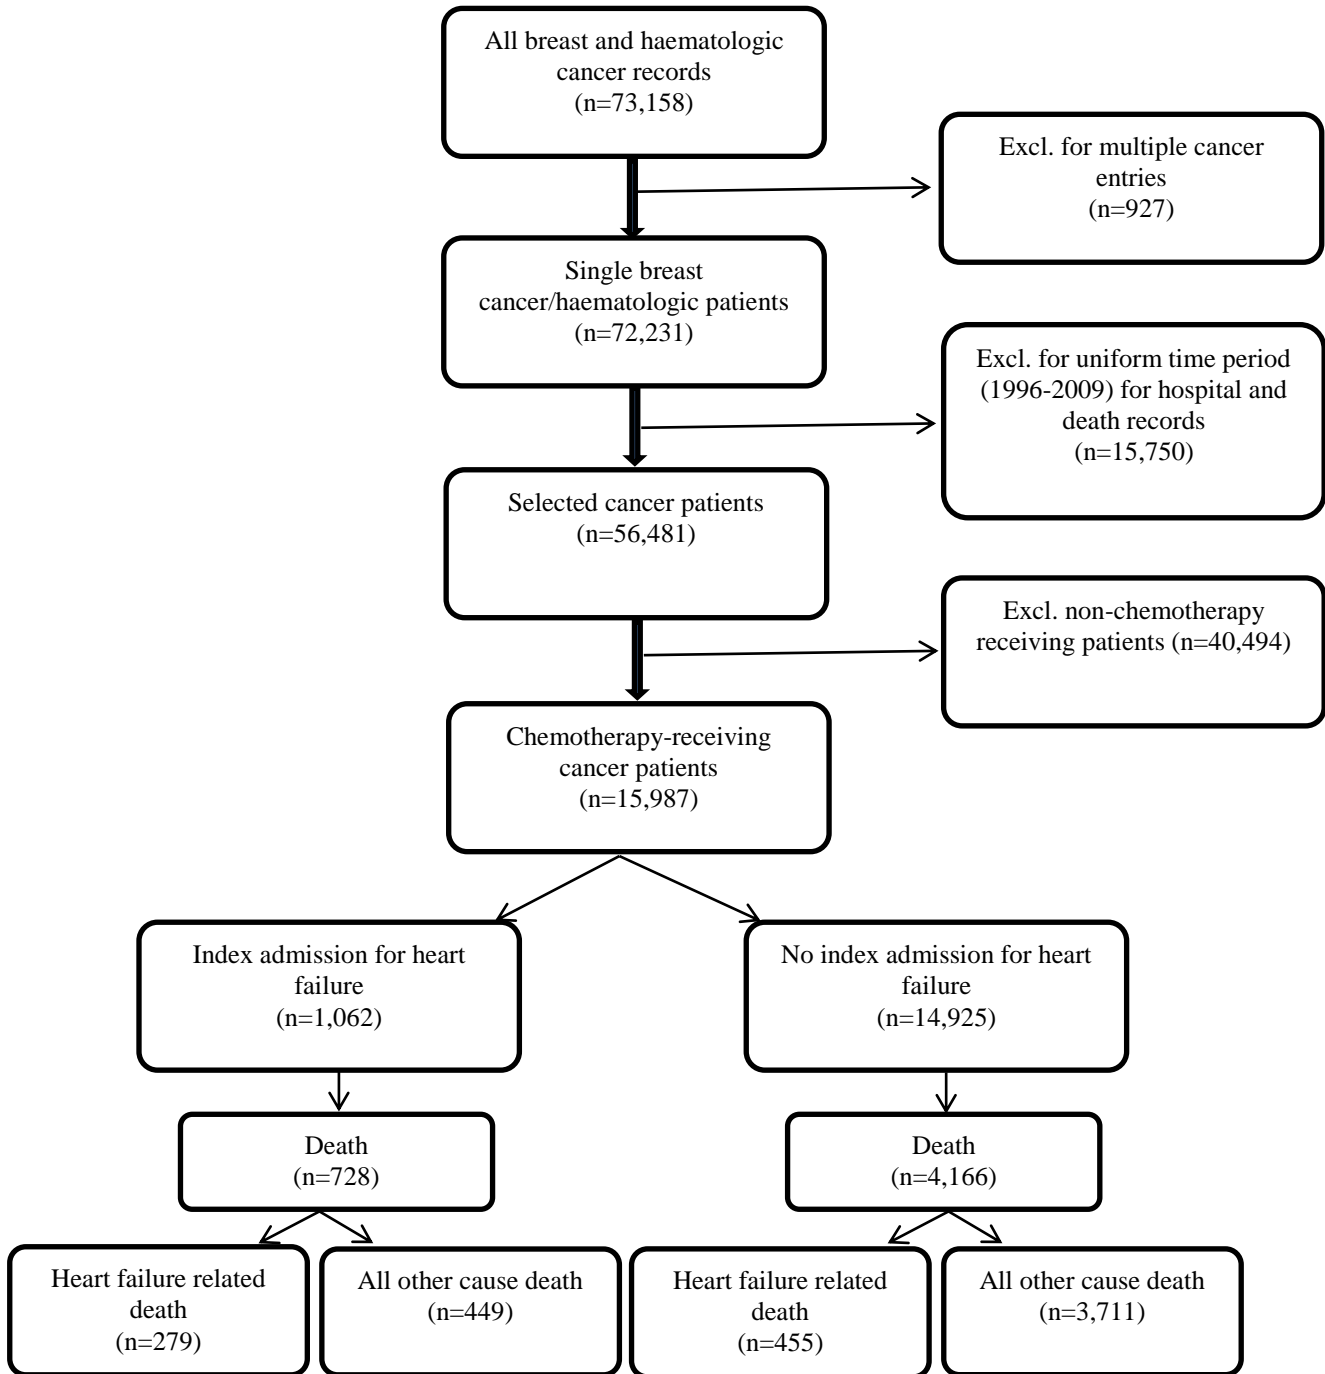 All breast and haematologic
cancer records
(n=73,158)
Excl. for multiple cancer
entries
(n=927)
Single breast
cancer/haematologic patients
(n=72,231)
Excl. for uniform time period
(1996-2009) for hospital and
death records
(n=15,750)
Selected cancer patients
(n=56,481)
Excl. non-chemotherapy
receiving patients (n=40,494)
Chemotherapy-receiving
cancer patients
(n=15,987)
Index admission for heart
failure
(n=1,062)
No index admission for heart
failure
(n=14,925)
Death
(n=728)
Death
(n=4,166)
Heart failure related
death
(n=279)
All other cause death
(n=449)
Heart failure related
death
(n=455)
All other cause death
(n=3,711)